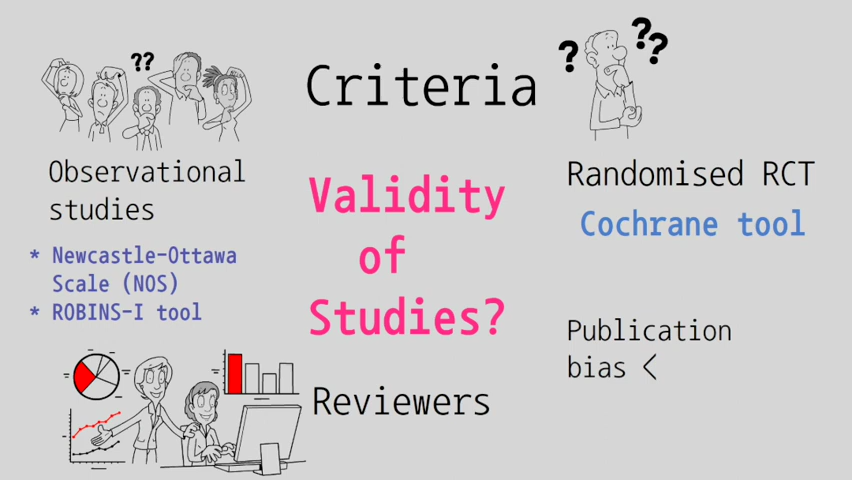 ??
Criteria
? ???
Observational
studies
* Newcastle-Ottawa
Scale (NOS)
* ROBINS-I tool
Validity
of
Studies?
Randomised RCT
Cochrane tool
Publication
bias <
Reviewers